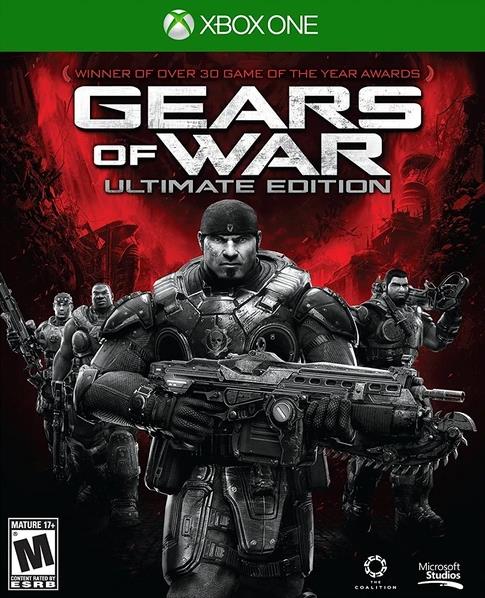 XBOX ONE
WINNER OF OVER 30 GAME OF THE YEAR AWARDS
GEARS
OF WAR
ULTIMATE EDITION
MATURE 17+
M
CONTENT RATED BY
ESRB
THE
COALITION
Microsoft
Studios